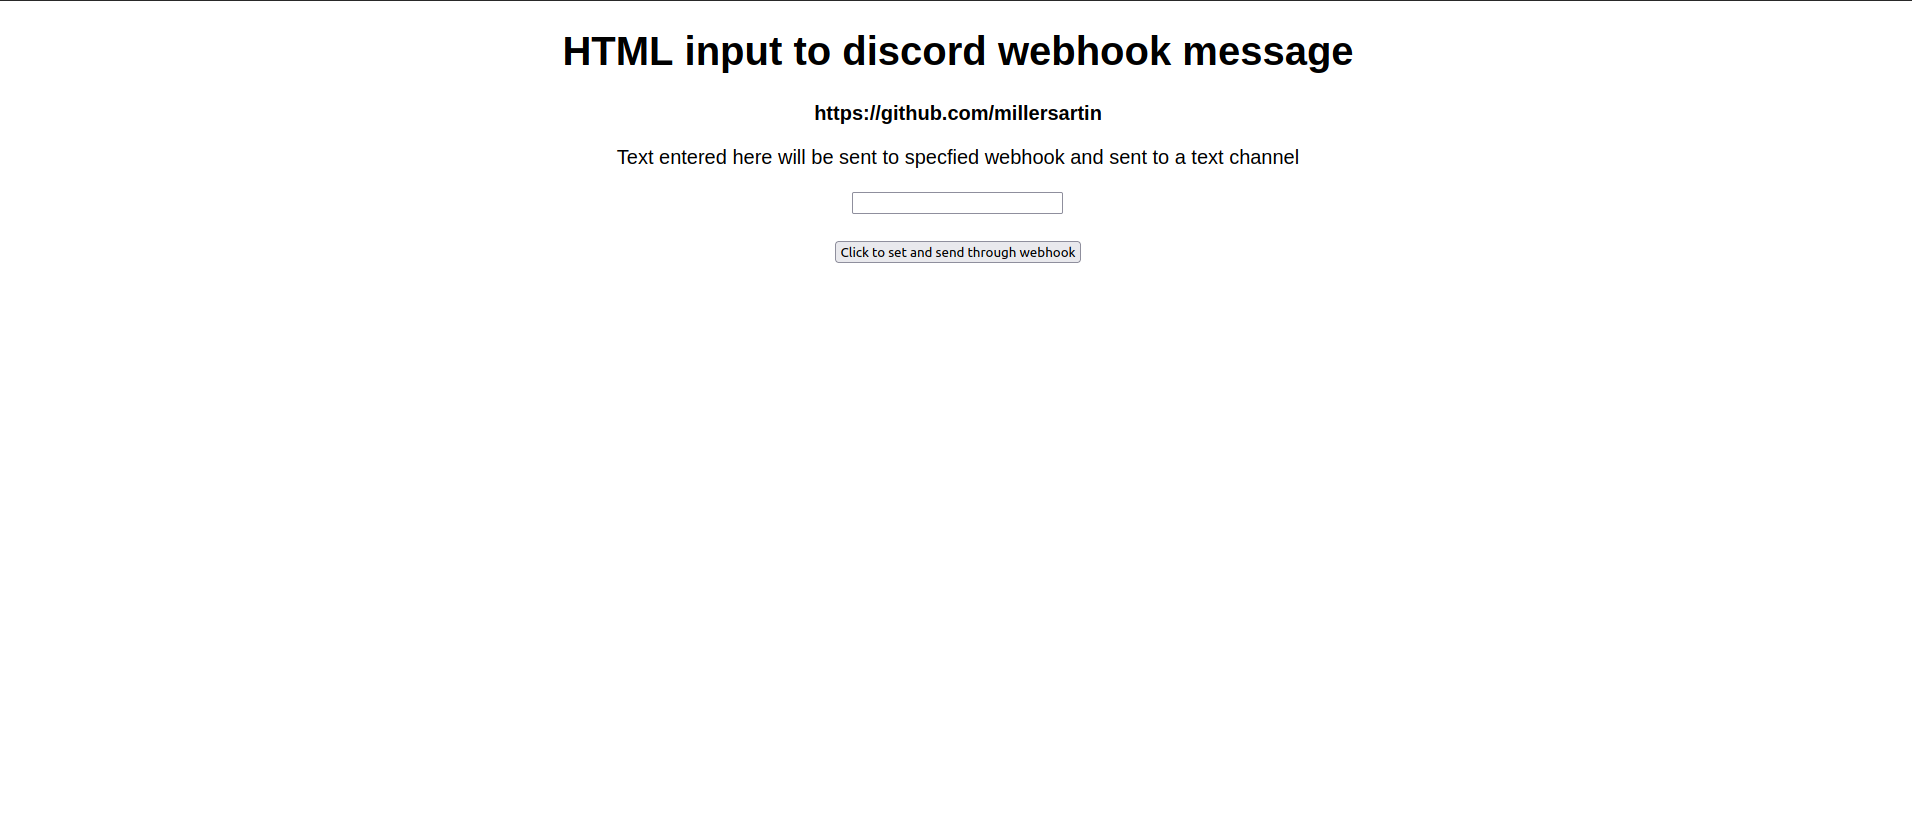 HTML input to discord webhook message
https://github.com/millersartin
Text entered here will be sent to specfied webhook and sent to a text channel
Click to set and send through webhook